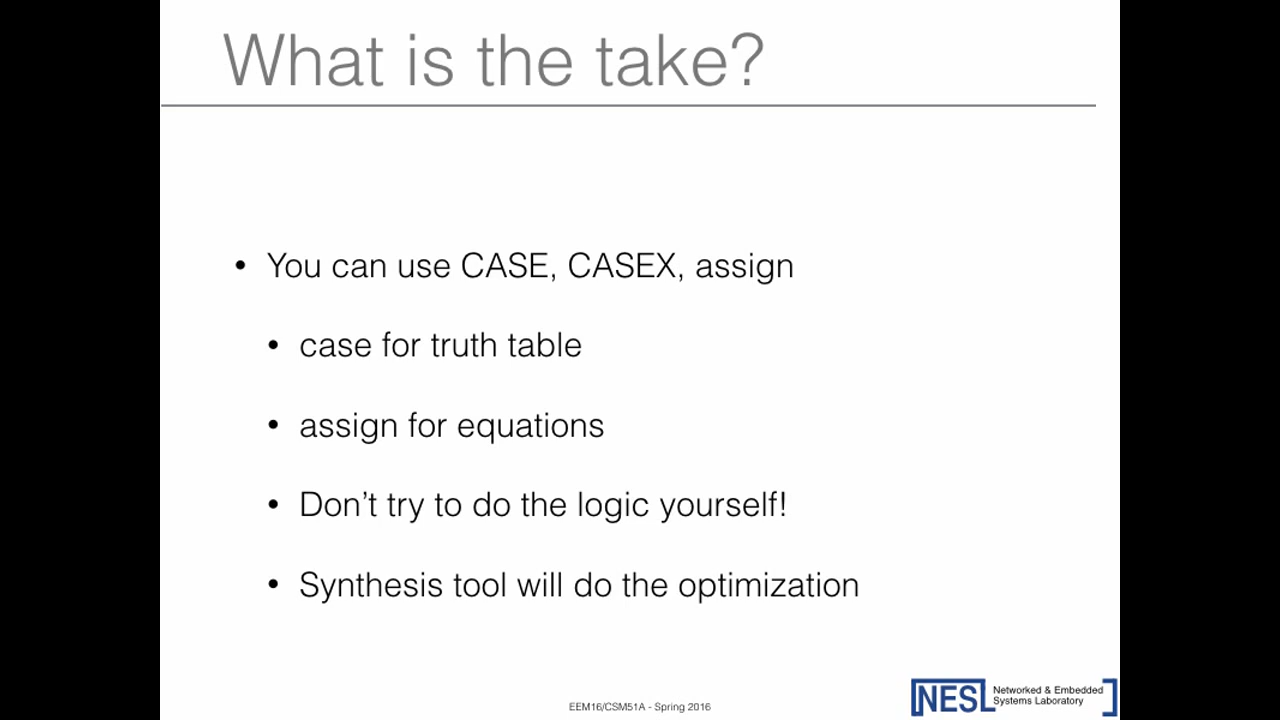 What is the take?
• You can use CASE, CASEX, assign
• case for truth table
• assign for equations
• Don't try to do the logic yourself!
• Synthesis tool will do the optimization
EEM16/CSM51A - Spring 2016
NESL
Networked & Embedded
Systems Laboratory